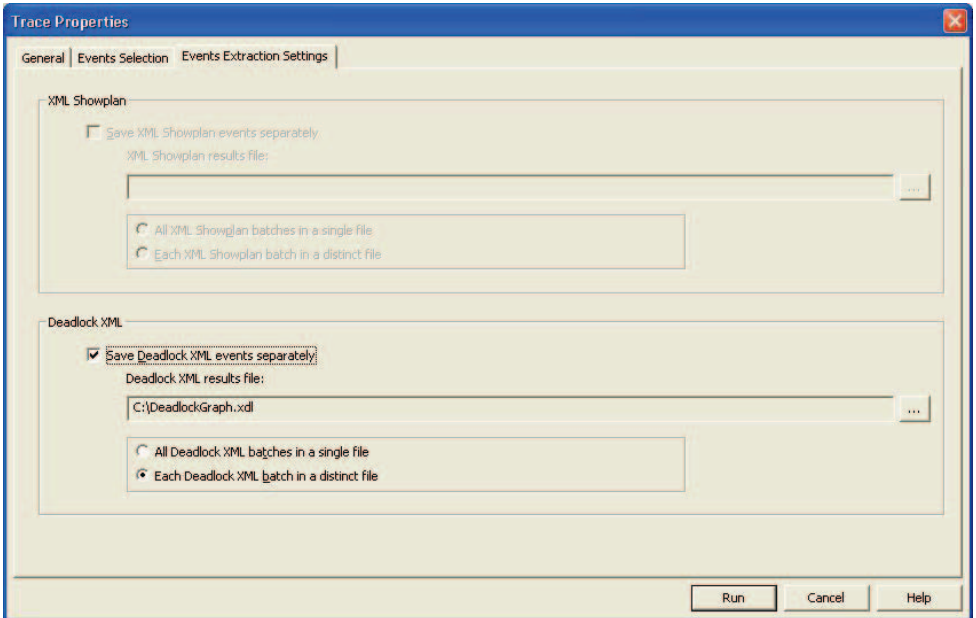 Trace Properties
General Events Selection Events Extraction Settings
XML Showplan
Save XML Showplan events separately
XML Showplan results file:
...
All XML Showplan batches in a single file
Each XML Showplan batch in a distinct file
Deadlock XML
Save Deadlock XML events separately
Deadlock XML results file:
C:\DeadlockGraph.xdl ...
All Deadlock XML batches in a single file
Each Deadlock XML batch in a distinct file
Run Cancel Help